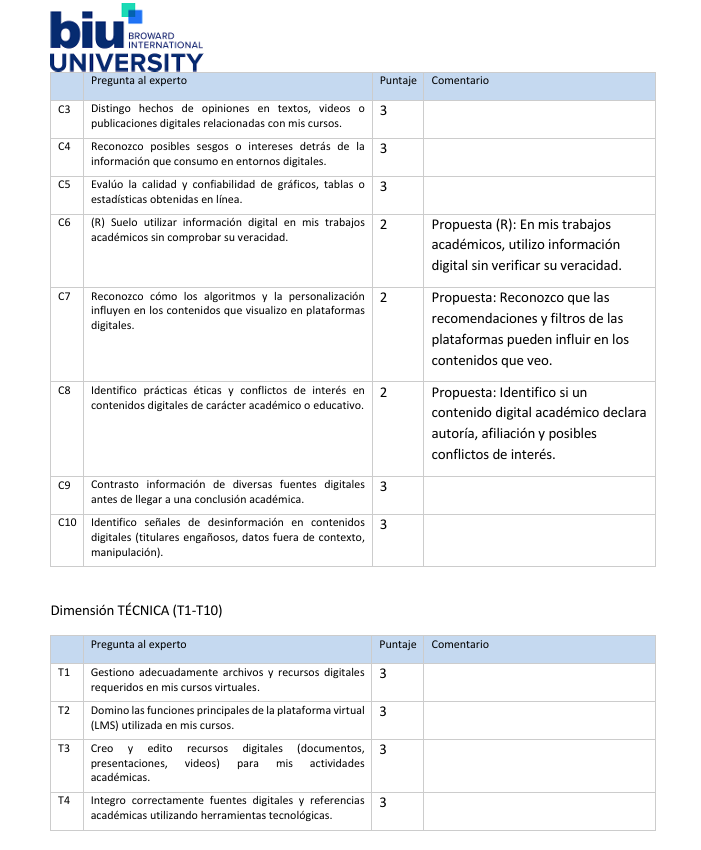 biu BROWARD
INTERNATIONAL
UNIVERSITY
Pregunta al experto Puntaje Comentario
C3 Distingo hechos de opiniones en textos, videos o 3
publicaciones digitales relacionadas con mis cursos.
C4 Reconozco posibles sesgos o intereses detrás de la 3
información que consumo en entornos digitales.
C5 Evalúo la calidad y confiabilidad de gráficos, tablas o 3
estadísticas obtenidas en línea.
C6 (R) Suelo utilizar información digital en mis trabajos 2 Propuesta (R): En mis trabajos
académicos sin comprobar su veracidad. académicos, utilizo información
digital sin verificar su veracidad.
C7 Reconozco cómo los algoritmos y la personalización 2 Propuesta: Reconozco que las
influyen en los contenidos que visualizo en plataformas recomendaciones y filtros de las
digitales. plataformas pueden influir en los
contenidos que veo.
C8 Identifico prácticas éticas y conflictos de interés en 2 Propuesta: Identifico si un
contenidos digitales de carácter académico o educativo. contenido digital académico declara
autoría, afiliación y posibles
conflictos de interés.
C9 Contrasto información de diversas fuentes digitales 3
antes de llegar a una conclusión académica.
C10 Identifico señales de desinformación en contenidos 3
digitales (titulares engañosos, datos fuera de contexto,
manipulación).
Dimensión TÉCNICA (T1-T10)
Pregunta al experto Puntaje Comentario
T1 Gestiono adecuadamente archivos y recursos digitales 3
requeridos en mis cursos virtuales.
T2 Domino las funciones principales de la plataforma virtual 3
(LMS) utilizada en mis cursos.
T3 Creo y edito recursos digitales (documentos, 3
presentaciones, videos) para mis actividades
académicas.
T4 Integro correctamente fuentes digitales y referencias 3
académicas utilizando herramientas tecnológicas.